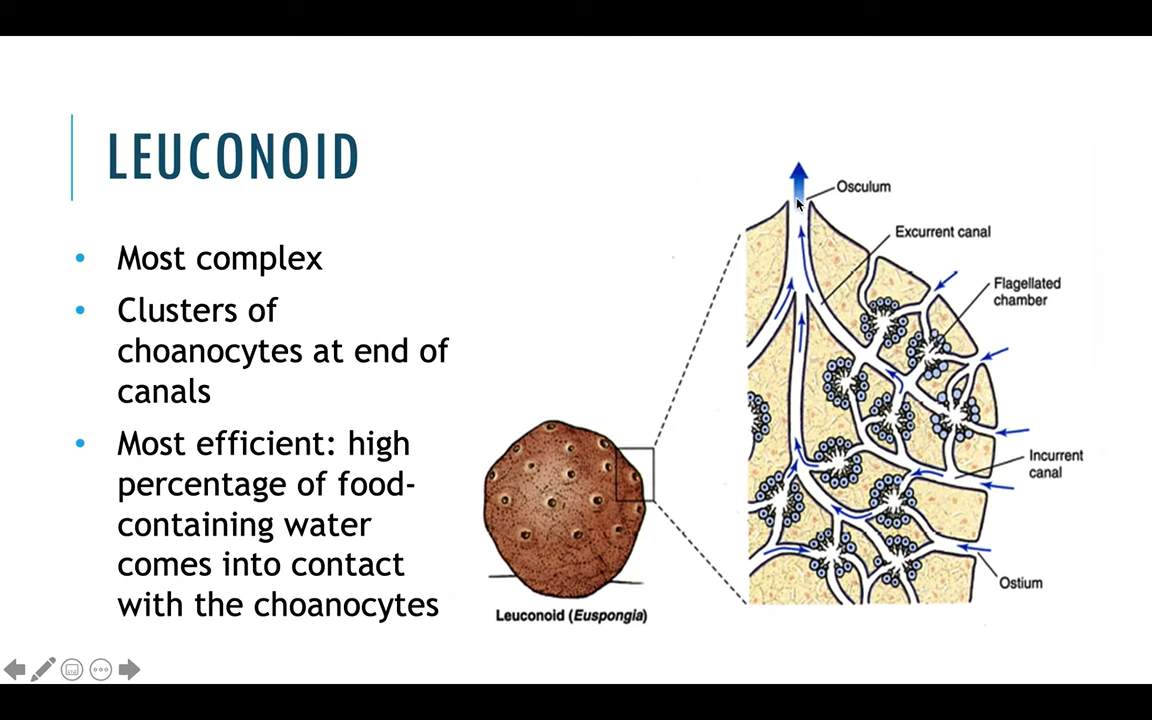 LEUCONOID
• Most complex
• Clusters of
choanocytes at end of
canals
• Most efficient: high
percentage of food-
containing water
comes into contact
with the choanocytes
Osculum
Excurrent canal
Flagellated
chamber
Incurrent
canal
Ostium
Leuconoid (Euspongia)